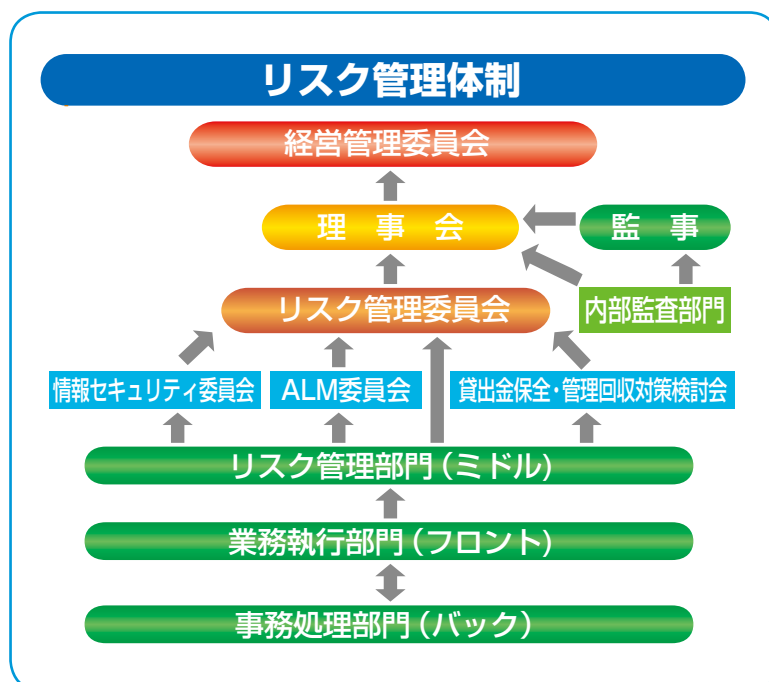 リスク管理体制
経営管理委員会
理事会
監事
リスク管理委員会
内部監査部門
情報セキュリティ委員会
ALM委員会
貸出金保全・管理回収対策検討会
リスク管理部門（ミドル）
業務執行部門（フロント）
事務処理部門（バック）